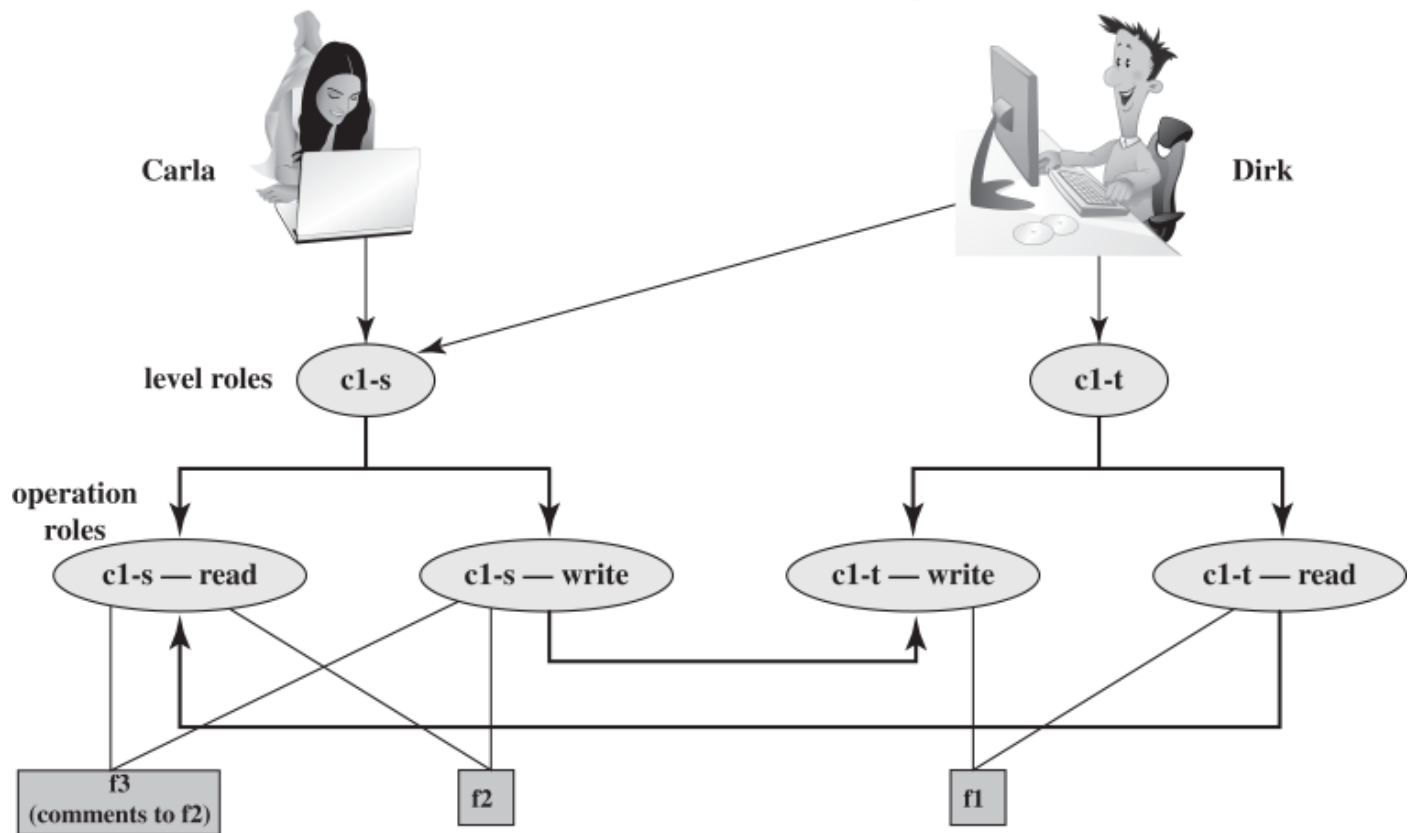 Carla
Dirk
level roles
c1-s
c1-t
operation
roles
c1-s — read
c1-s — write
c1-t — write
c1-t — read
f3
(comments to f2)
f2
f1